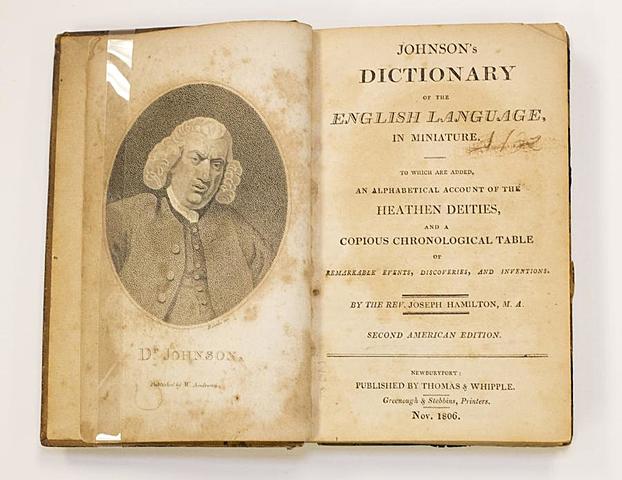 Dr. JOHNSON.
Published by W. Andrews
JOHNSON's
DICTIONARY
OF THE
ENGLISH LANGUAGE,
IN MINIATURE.
TO WHICH ARE ADDED,
AN ALPHABETICAL ACCOUNT OF THE
HEATHEN DEITIES,
AND A
COPIOUS CHRONOLOGICAL TABLE
OF
REMARKABLE EVENTS, DISCOVERIES, AND INVENTIONS.
BY THE REV. JOSEPH HAMILTON, M. A.
SECOND AMERICAN EDITION.
NEWBURYPORT:
PUBLISHED BY THOMAS & WHIPPLE.
Greenough & Stebbins, Printers.
Nov. 1806.